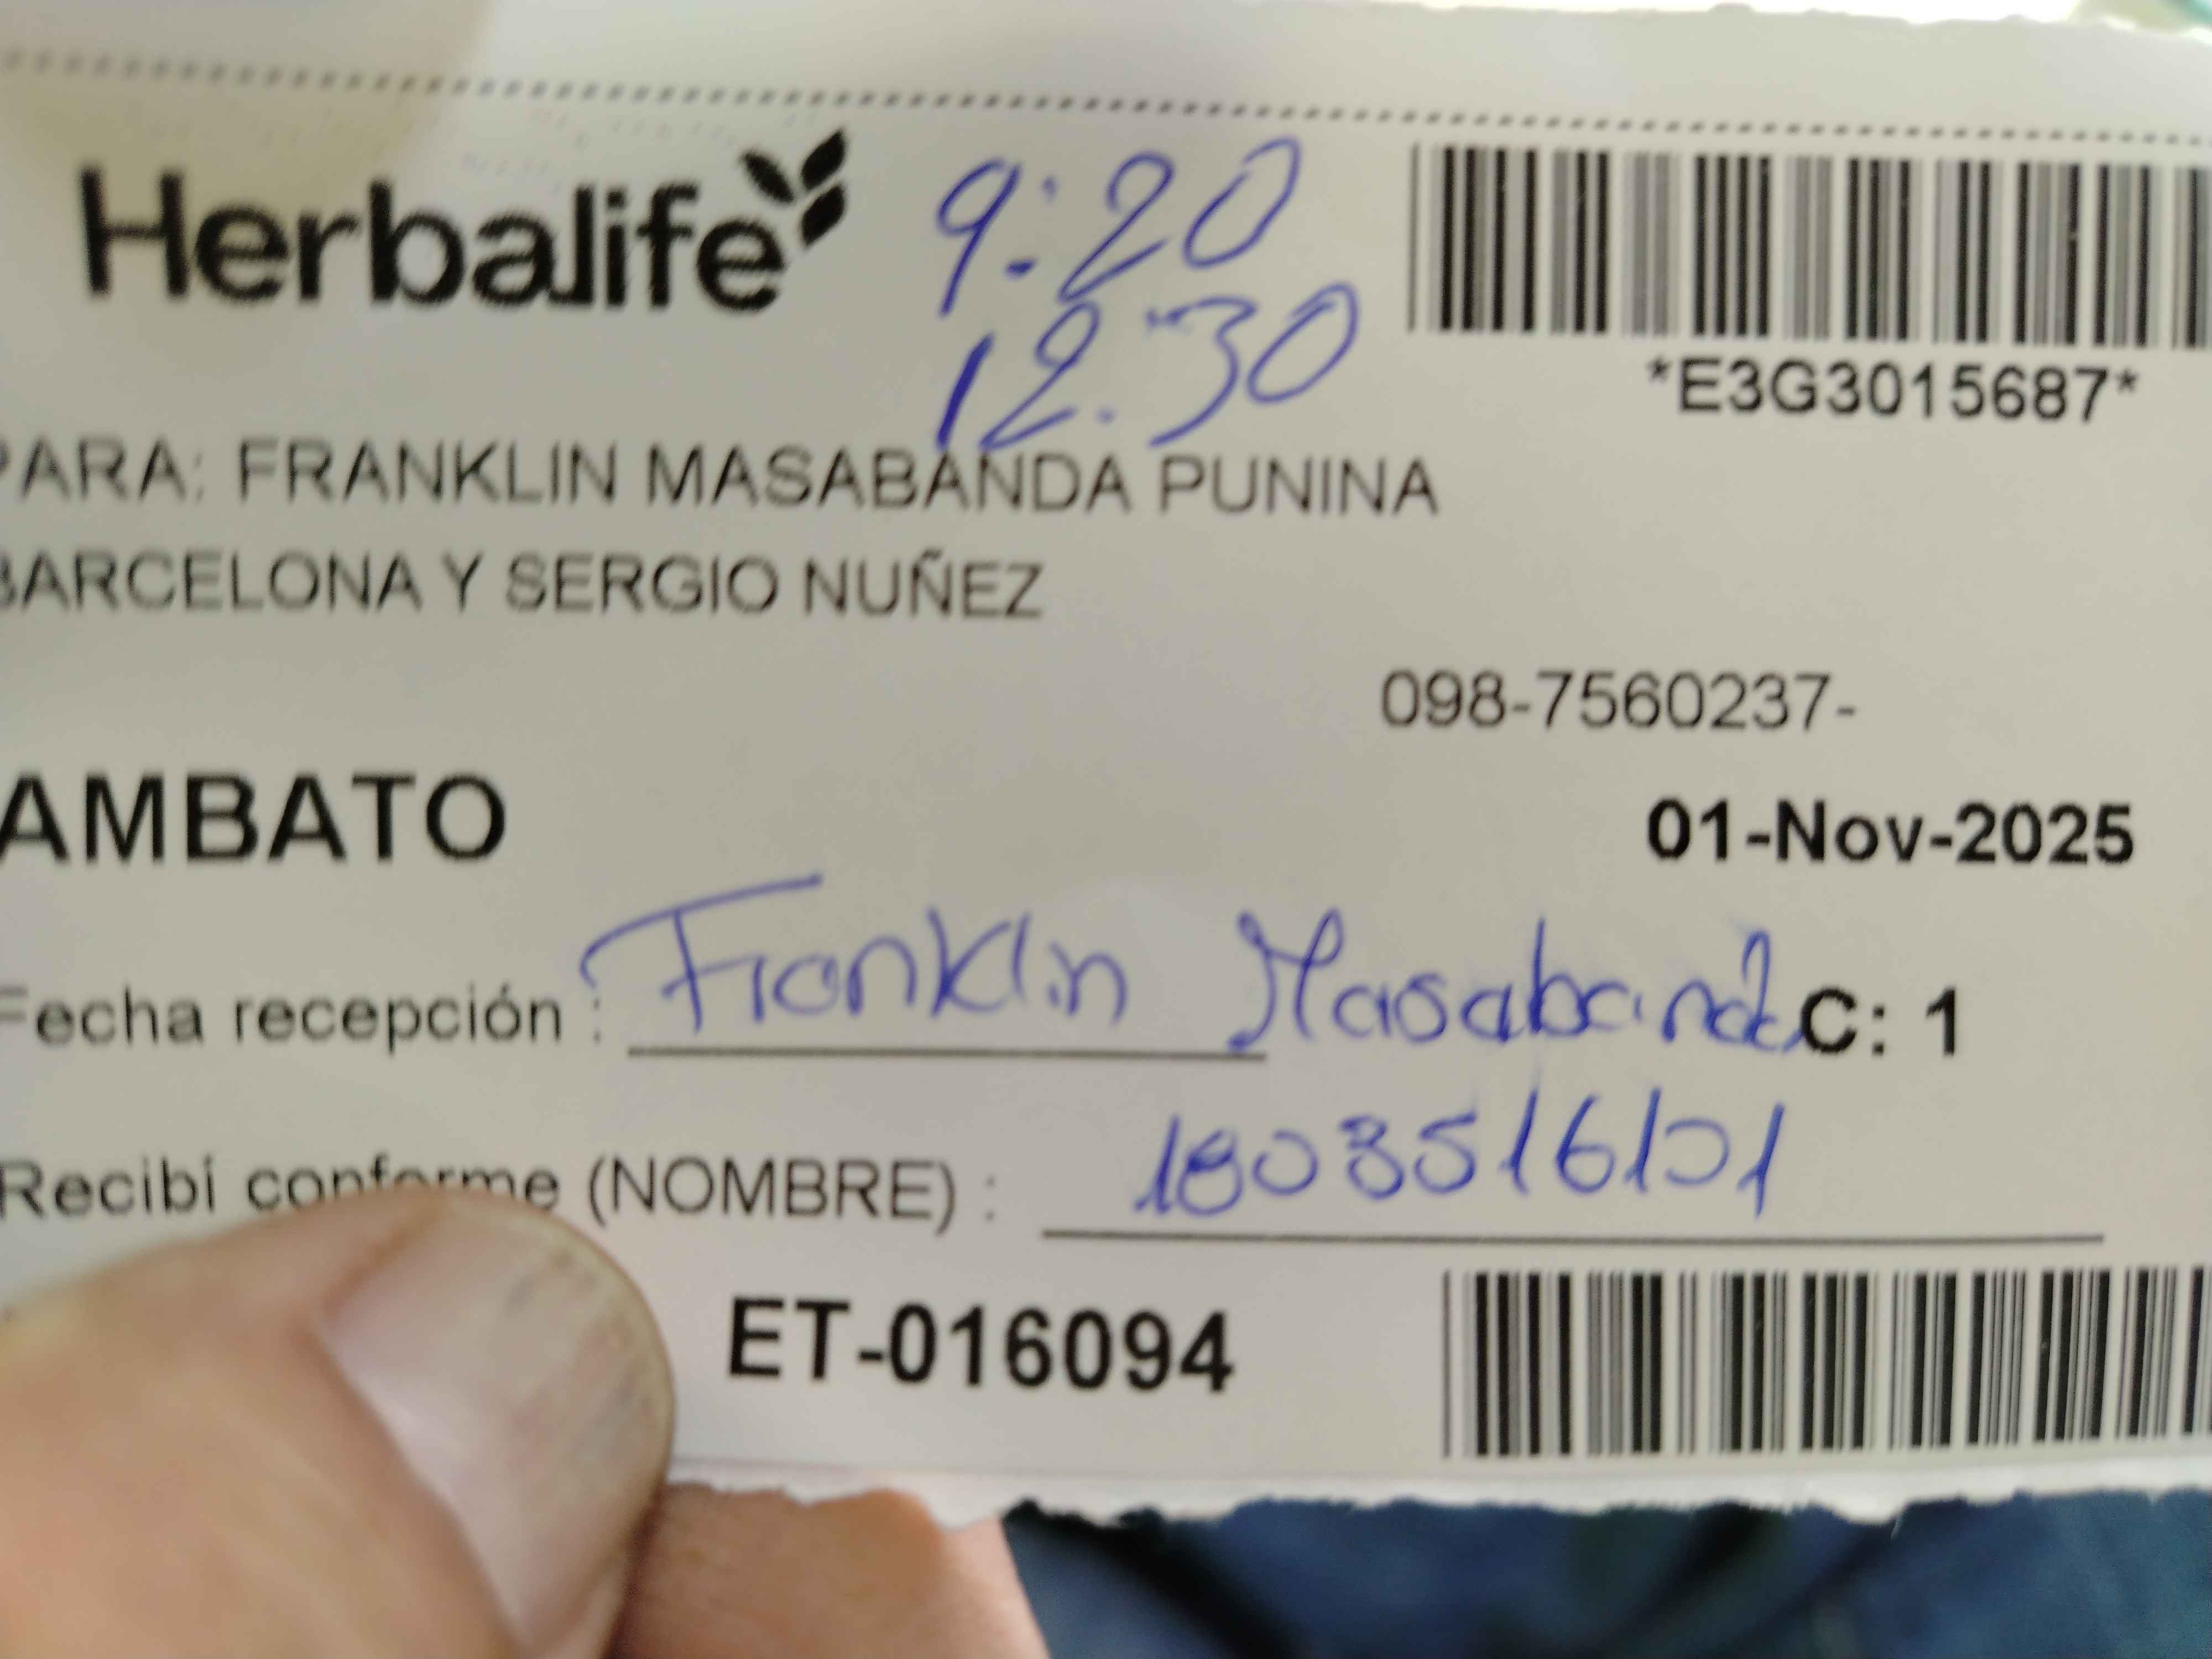 Herbalife
9:20
12:30
*E3G3015687*
PARA: FRANKLIN MASABANDA PUNINA
BARCELONA Y SERGIO NUÑEZ
098-7560237-
AMBATO
01-Nov-2025
Fecha recepción : Franklin Masabanda C: 1
Recibí conforme (NOMBRE) : 1803516101
ET-016094